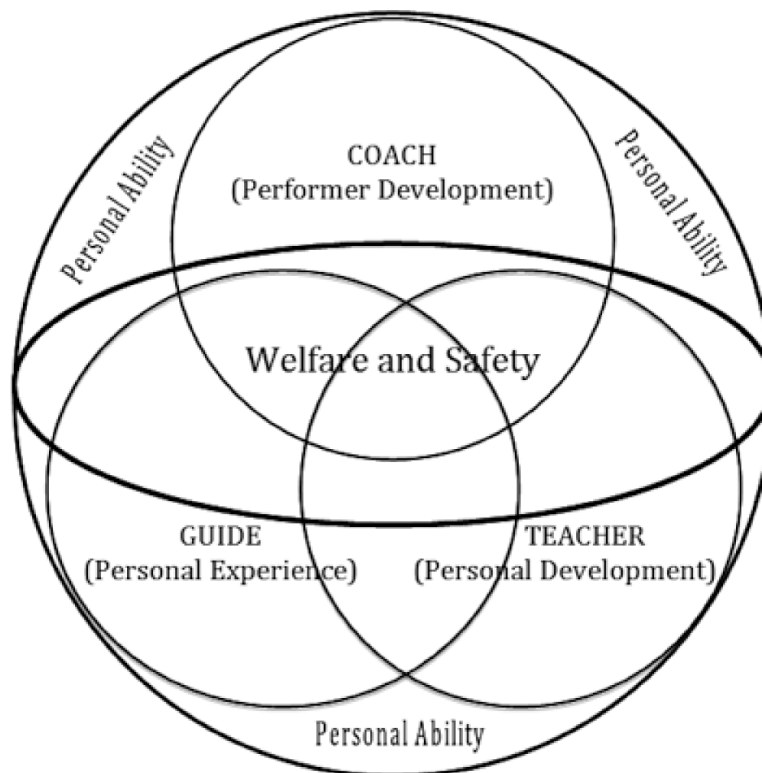 COACH
(Performer Development)
Personal Ability
Personal Ability
Welfare and Safety
GUIDE
(Personal Experience)
TEACHER
(Personal Development)
Personal Ability